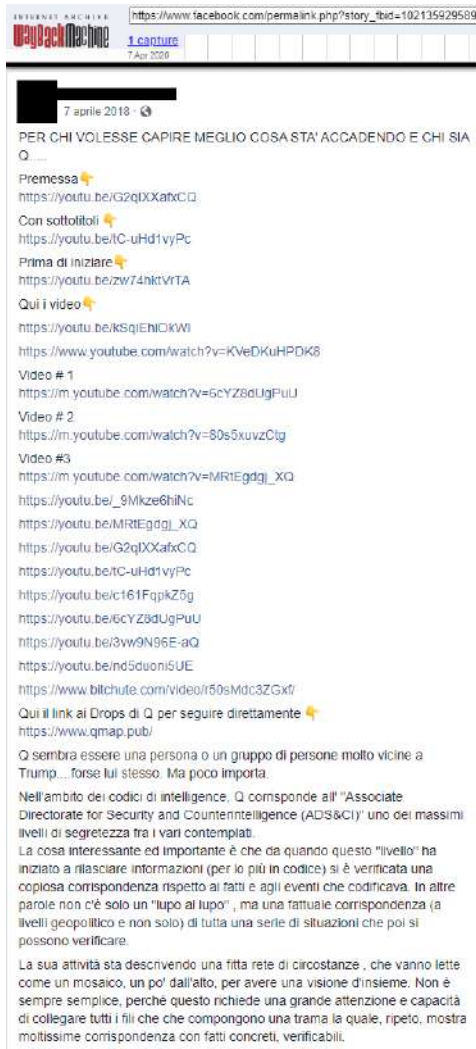 INTERNET ARCHIVE
WayBackMachine
https://www.facebook.com/permalink.php?story_fbid=102135929589
1 capture
7 Apr 2020
7 aprile 2018
PER CHI VOLESSE CAPIRE MEGLIO COSA STA' ACCADENDO E CHI SIA
Q.....
Premessa👇
https://youtu.be/G2qIXXafxCQ
Con sottotitoli 👇
https://youtu.be/tC-uHd1vyPc
Prima di iniziare👇
https://youtu.be/zw74hktVrTA
Qui i video👇
https://youtu.be/kSqiEhIOkWI
https://www.youtube.com/watch?v=KVeDKuHPDK8
Video # 1
https://m.youtube.com/watch?v=6cYZ8dUgPuU
Video # 2
https://m.youtube.com/watch?v=80s5xuvzCtg
Video #3
https://m.youtube.com/watch?v=MRtEgdgj_XQ
https://youtu.be/_9Mkze6hiNc
https://youtu.be/MRtEgdgj_XQ
https://youtu.be/G2qIXXafxCQ
https://youtu.be/tC-uHd1vyPc
https://youtu.be/c161FqpkZ5g
https://youtu.be/6cYZ8dUgPuU
https://youtu.be/3vw9N96E-aQ
https://youtu.be/nd5duoni5UE
https://www.bitchute.com/video/r50sMdc3ZGxf/
Qui il link ai Drops di Q per seguire direttamente 👇
https://www.qmap.pub/
Q sembra essere una persona o un gruppo di persone molto vicine a
Trump....forse lui stesso. Ma poco importa.
Nell'ambito dei codici di intelligence, Q corrisponde all' "Associate
Directorate for Security and Counterintelligence (ADS&CI)" uno dei massimi
livelli di segretezza fra i vari contemplati.
La cosa interessante ed importante è che da quando questo "livello" ha
iniziato a rilasciare informazioni (per lo più in codice) si è verificata una
copiosa corrispondenza rispetto ai fatti e agli eventi che codificava. In altre
parole non c'è solo un "lupo al lupo" , ma una fattuale corrispondenza (a
livelli geopolitico e non solo) di tutta una serie di situazioni che poi si
possono verificare.
La sua attività sta descrivendo una fitta rete di circostanze , che vanno lette
come un mosaico, un po' dall'alto, per avere una visione d'insieme. Non è
sempre semplice, perché questo richiede una grande attenzione e capacità
di collegare tutti i fili che che compongono una trama la quale, ripeto, mostra
moltissime corrispondenza con fatti concreti, verificabili.